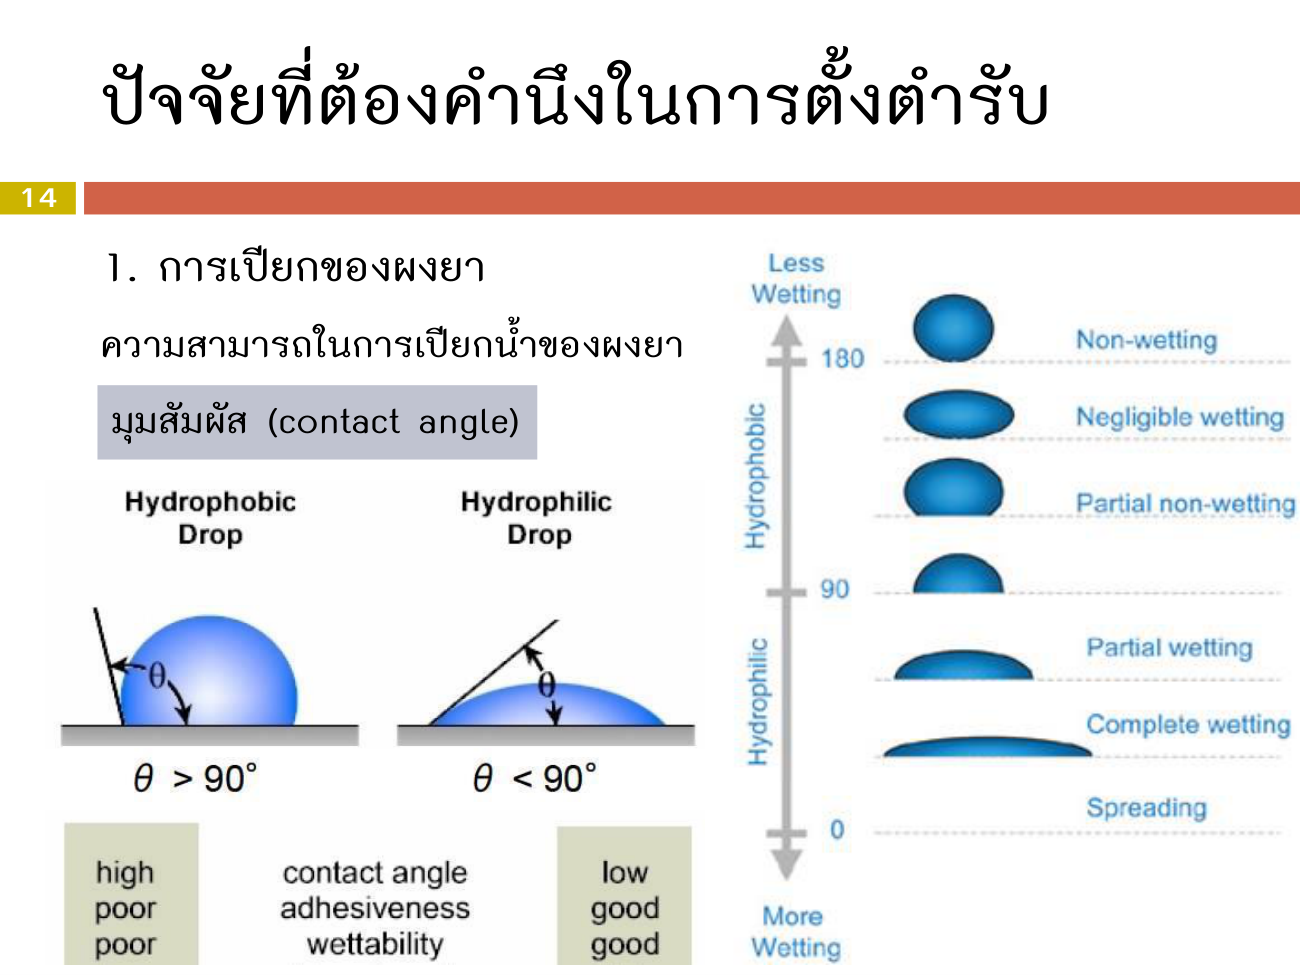 ปัจจัยที่ต้องคำนึงในการตั้งตำรับ
14
1. การเปียกของผงยา
ความสามารถในการเปียกน้ำของผงยา
มุมสัมผัส (contact angle)
Hydrophobic
Drop
Hydrophilic
Drop
θ
θ
θ > 90°
θ < 90°
high
contact angle
low
poor
adhesiveness
good
poor
wettability
good
Less
Wetting
180
Hydrophobic
90
Hydrophilic
0
More
Wetting
Non-wetting
Negligible wetting
Partial non-wetting
Partial wetting
Complete wetting
Spreading